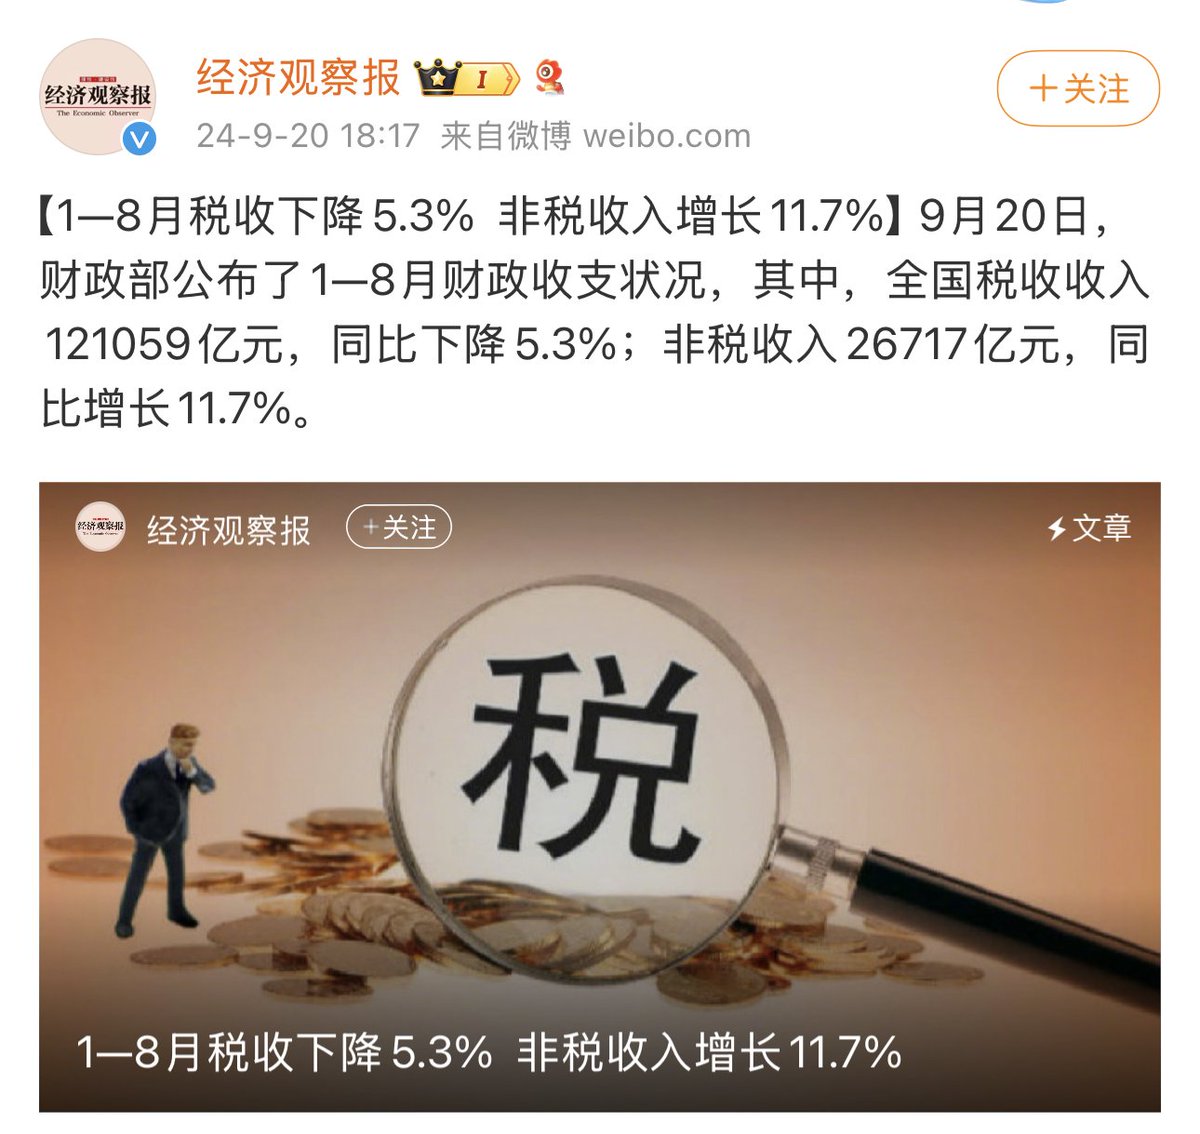 经济观察报
The Economic Observer
经济观察报 I
+关注
24-9-20 18:17 来自微博 weibo.com
【1—8月税收下降5.3% 非税收入增长11.7%】9月20日,
财政部公布了1—8月财政收支状况，其中，全国税收收入
121059亿元，同比下降5.3%；非税收入26717亿元，同
比增长11.7%。
经济观察报
经济观察报
+关注
文章
税
1—8月税收下降5.3% 非税收入增长11.7%